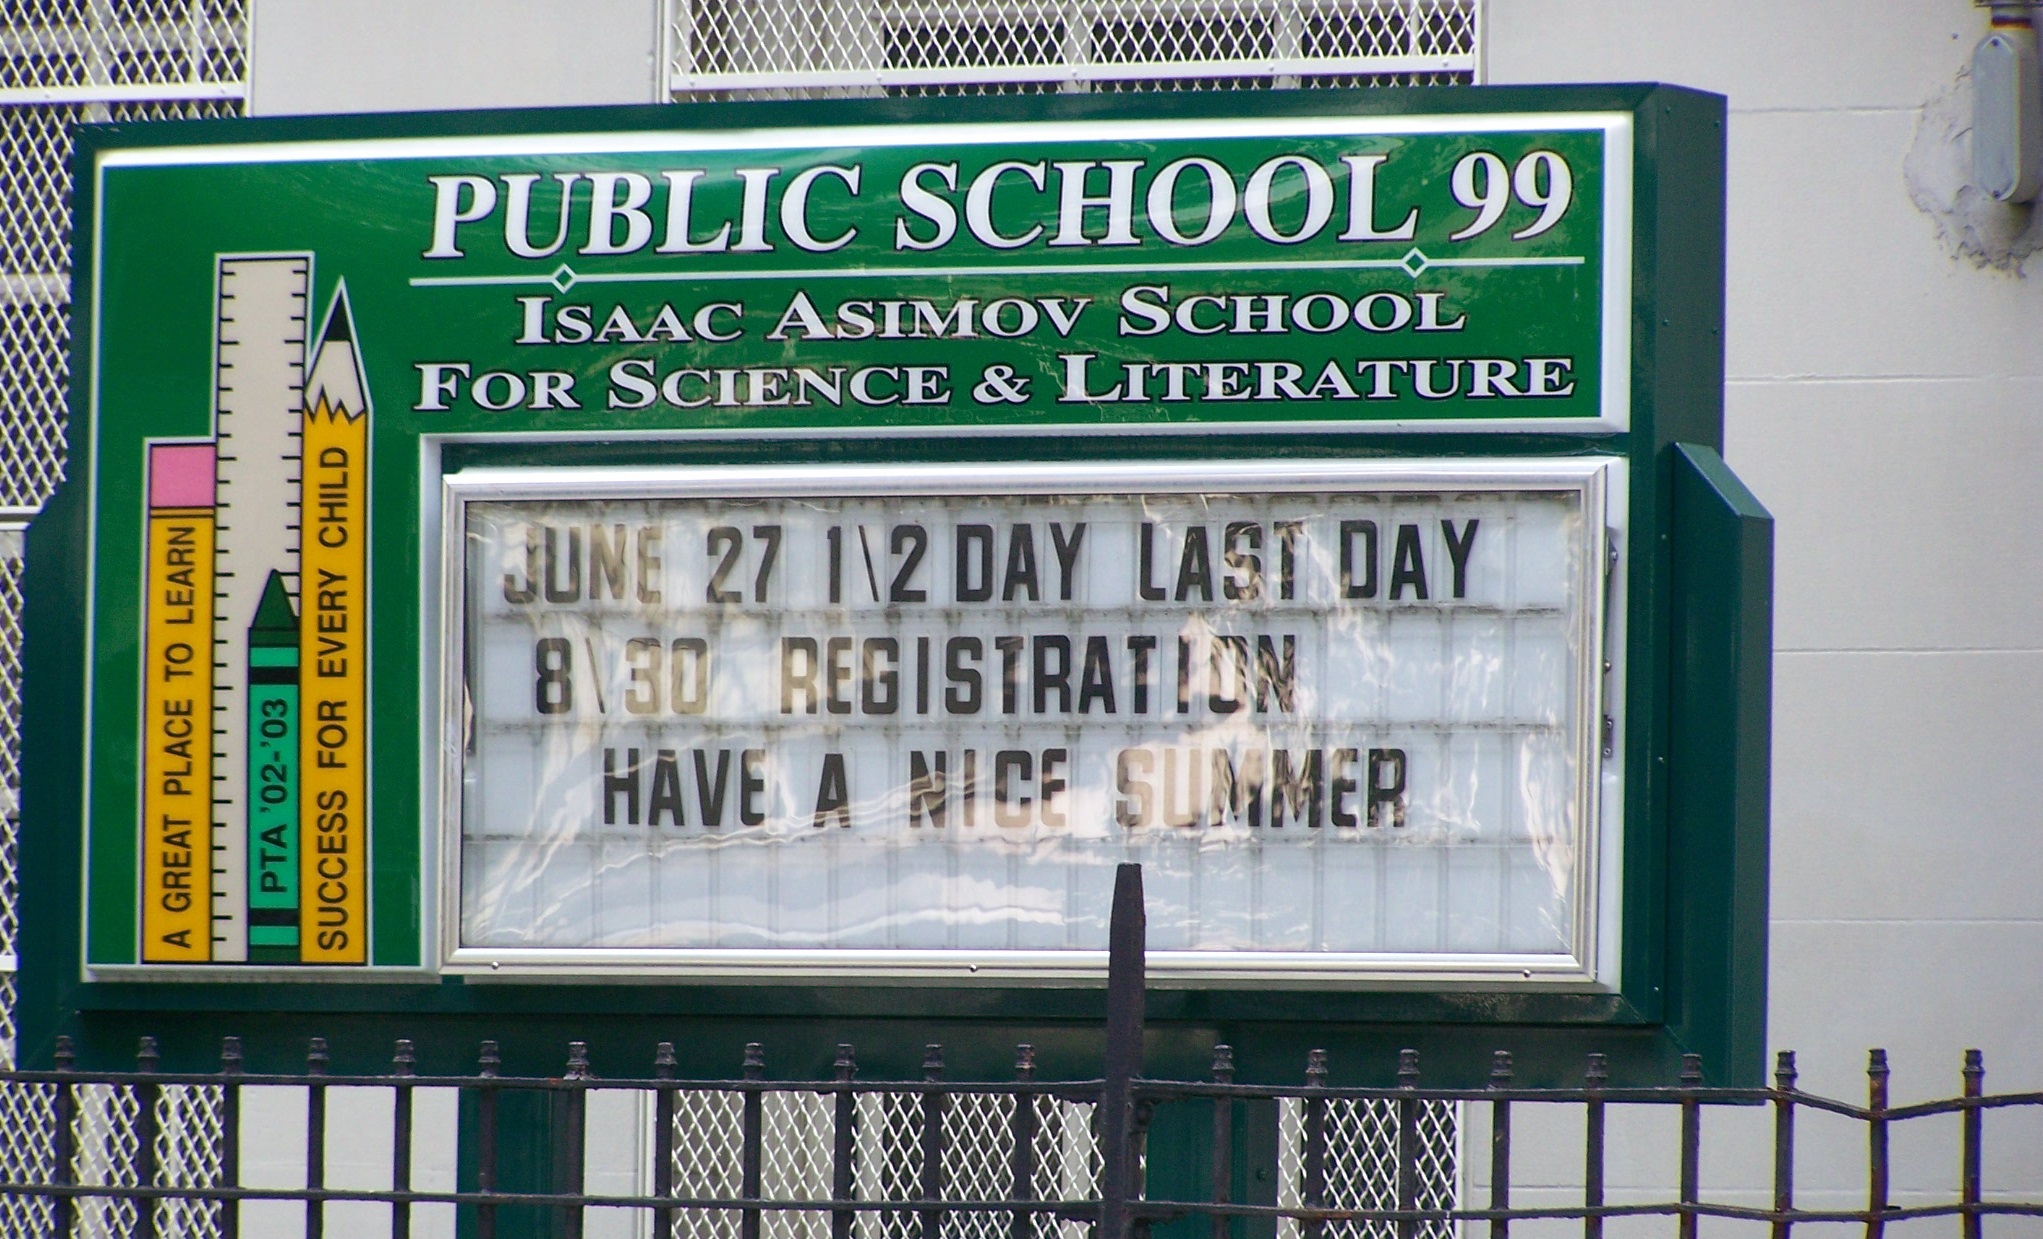 PUBLIC SCHOOL 99
ISAAC ASIMOV SCHOOL
FOR SCIENCE & LITERATURE
A GREAT PLACE TO LEARN
PTA '02-'03
SUCCESS FOR EVERY CHILD
JUNE 27 1\2 DAY LAST DAY
8\30 REGISTRATION
HAVE A NICE SUMMER